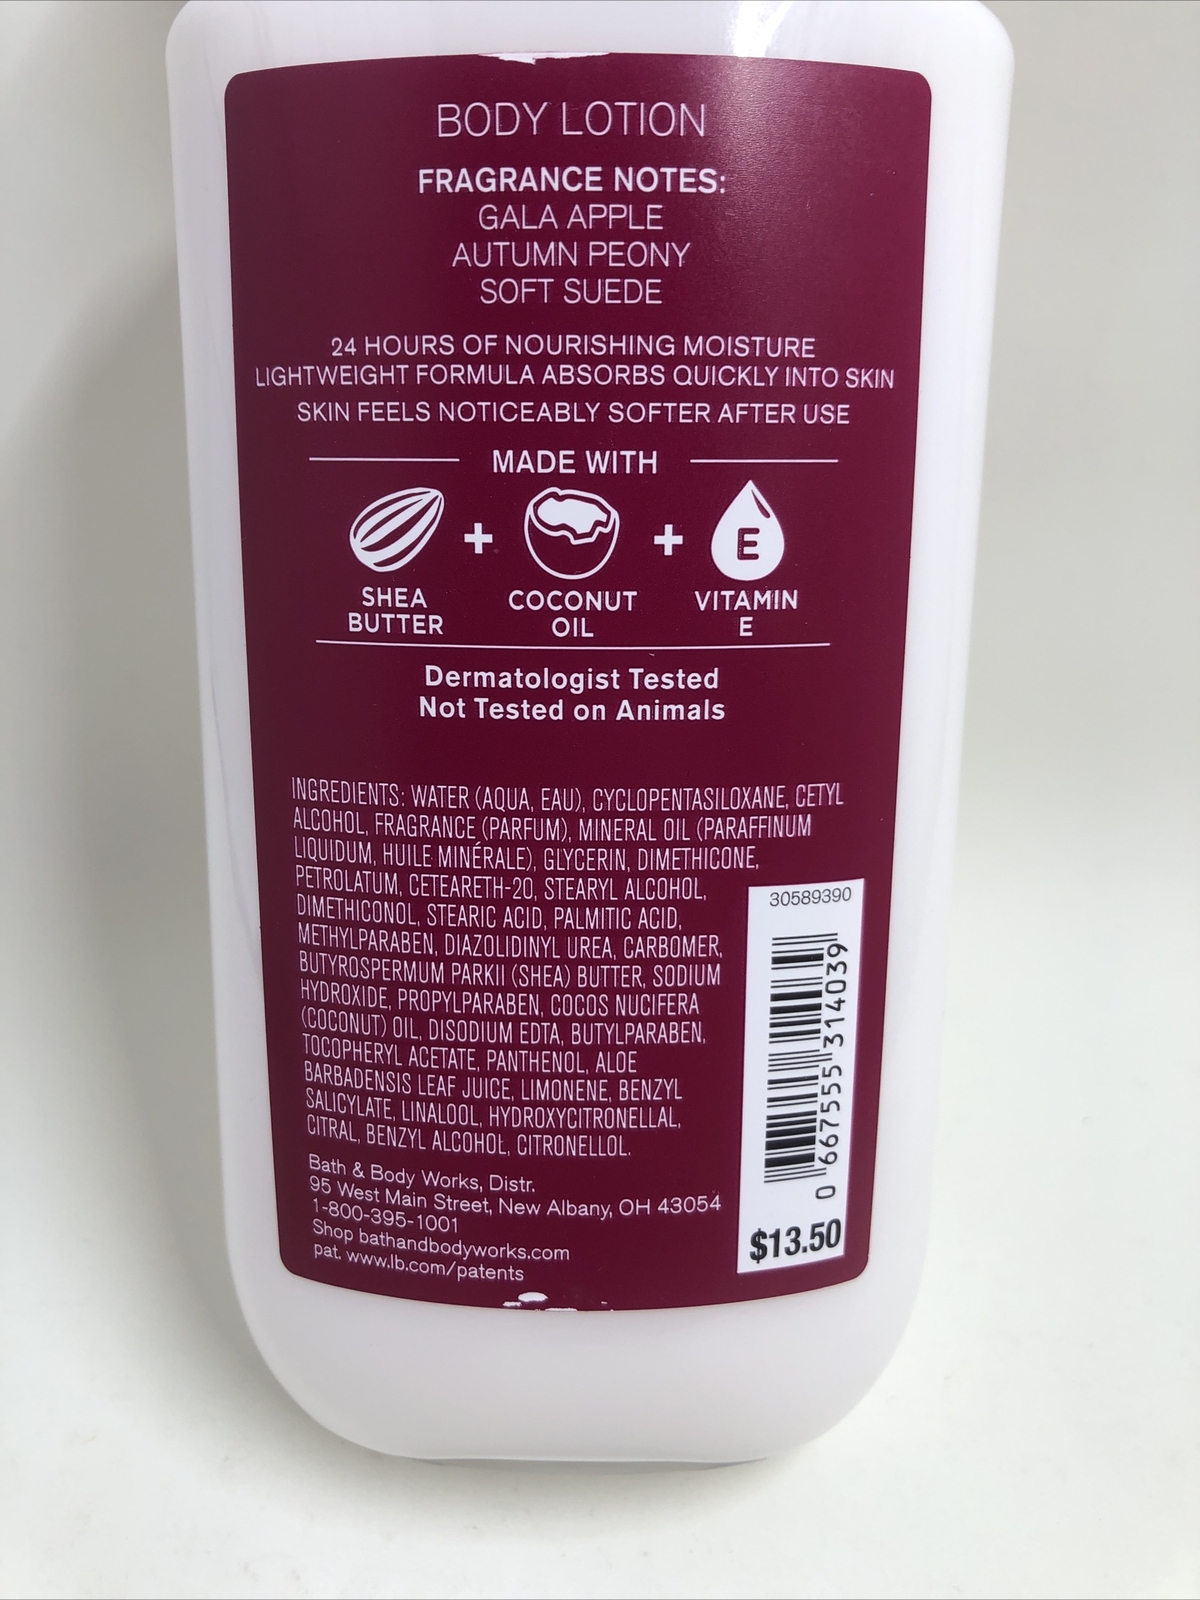 BODY LOTION
FRAGRANCE NOTES:
GALA APPLE
AUTUMN PEONY
SOFT SUEDE
24 HOURS OF NOURISHING MOISTURE
LIGHTWEIGHT FORMULA ABSORBS QUICKLY INTO SKIN
SKIN FEELS NOTICEABLY SOFTER AFTER USE
MADE WITH
+ + E
SHEA
BUTTER
COCONUT
OIL
VITAMIN
E
Dermatologist Tested
Not Tested on Animals
INGREDIENTS: WATER (AQUA, EAU), CYCLOPENTASILOXANE, CETYL
ALCOHOL, FRAGRANCE (PARFUM), MINERAL OIL (PARAFFINUM
LIQUIDUM, HUILE MINÉRALE), GLYCERIN, DIMETHICONE,
PETROLATUM, CETEARETH-20, STEARYL ALCOHOL,
DIMETHICONOL, STEARIC ACID, PALMITIC ACID,
METHYLPARABEN, DIAZOLIDINYL UREA, CARBOMER,
BUTYROSPERMUM PARKII (SHEA) BUTTER, SODIUM
HYDROXIDE, PROPYLPARABEN, COCOS NUCIFERA
(COCONUT) OIL, DISODIUM EDTA, BUTYLPARABEN,
TOCOPHERYL ACETATE, PANTHENOL, ALOE
BARBADENSIS LEAF JUICE, LIMONENE, BENZYL
SALICYLATE, LINALOOL, HYDROXYCITRONELLAL,
CITRAL, BENZYL ALCOHOL, CITRONELLOL.
Bath & Body Works, Distr.
95 West Main Street, New Albany, OH 43054
1-800-395-1001
Shop bathandbodyworks.com
pat. www.lb.com/patents
30589390
0 667555 314039
$13.50